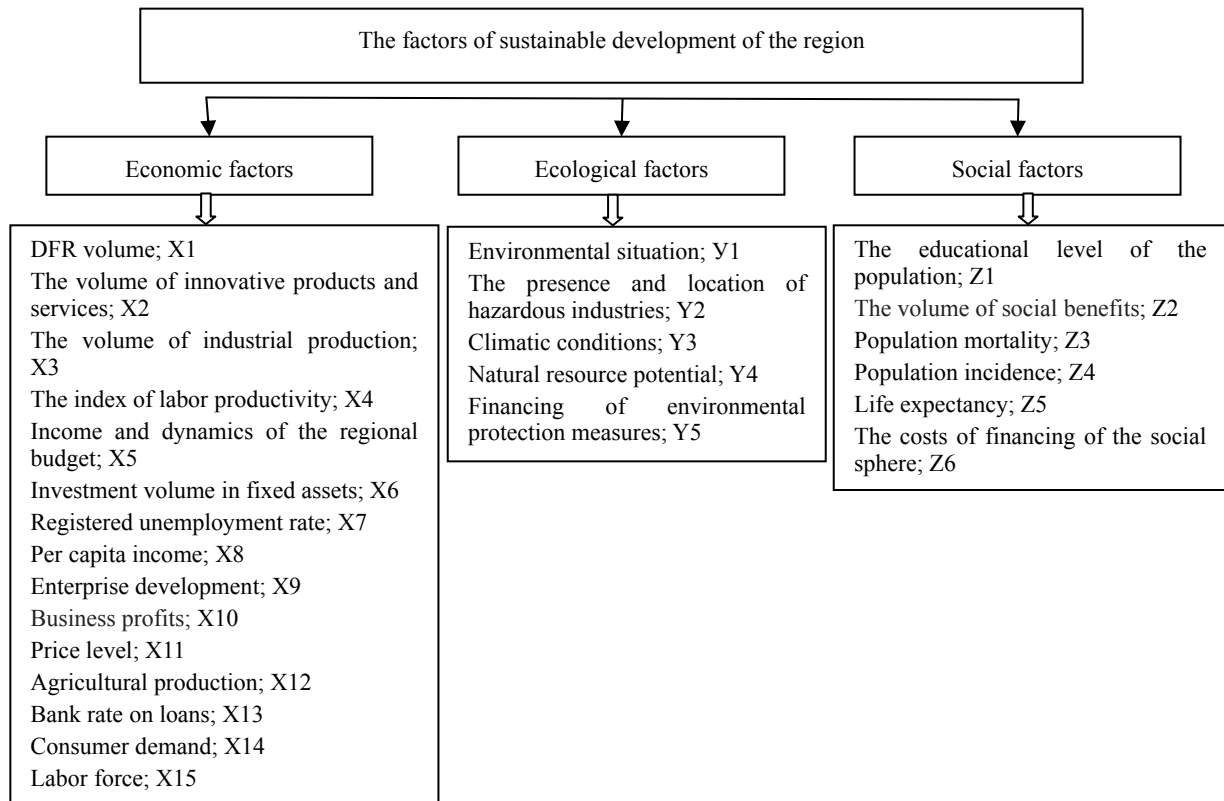 The factors of sustainable development of the region
Economic factors
Ecological factors
Social factors
DFR volume; X1
The volume of innovative products and
services; X2
The volume of industrial production;
X3
The index of labor productivity; X4
Income and dynamics of the regional
budget; X5
Investment volume in fixed assets; X6
Registered unemployment rate; X7
Per capita income; X8
Enterprise development; X9
Business profits; X10
Price level; X11
Agricultural production; X12
Bank rate on loans; X13
Consumer demand; X14
Labor force; X15
Environmental situation; У1
The presence and location of
hazardous industries; Y2
Climatic conditions; Y3
Natural resource potential; Y4
Financing of environmental
protection measures; Y5
The educational level of the
population; Z1
The volume of social benefits; Z2
Population mortality; Z3
Population incidence; Z4
Life expectancy; Z5
The costs of financing of the social
sphere; Z6